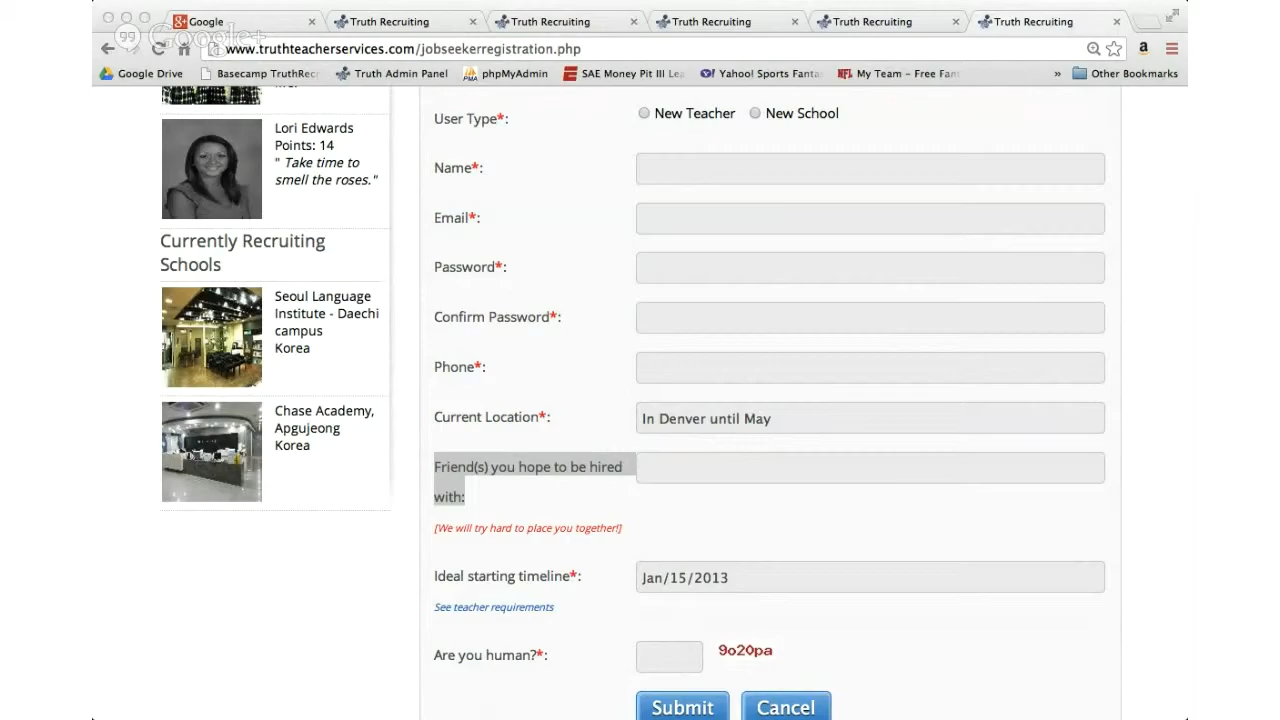 Google
Truth Recruiting
Truth Recruiting
Truth Recruiting
Truth Recruiting
Truth Recruiting
Google+
www.truthteacherservices.com/jobseekerregistration.php
Google Drive
Basecamp TruthRec
Truth Admin Panel
phpMyAdmin
SAE Money Pit III Lea
Yahoo! Sports Fanta
My Team – Free Fan
»
Other Bookmarks
Lori Edwards
Points: 14
" Take time to
smell the roses."
Currently Recruiting
Schools
Seoul Language
Institute - Daechi
campus
Korea
Chase Academy,
Apgujeong
Korea
User Type*:
New Teacher
New School
Name*:
Email*:
Password*:
Confirm Password*:
Phone*:
Current Location*:
In Denver until May
Friend(s) you hope to be hired
with:
[We will try hard to place you together!]
Ideal starting timeline*:
Jan/15/2013
See teacher requirements
Are you human?*:
9o20pa
Submit
Cancel